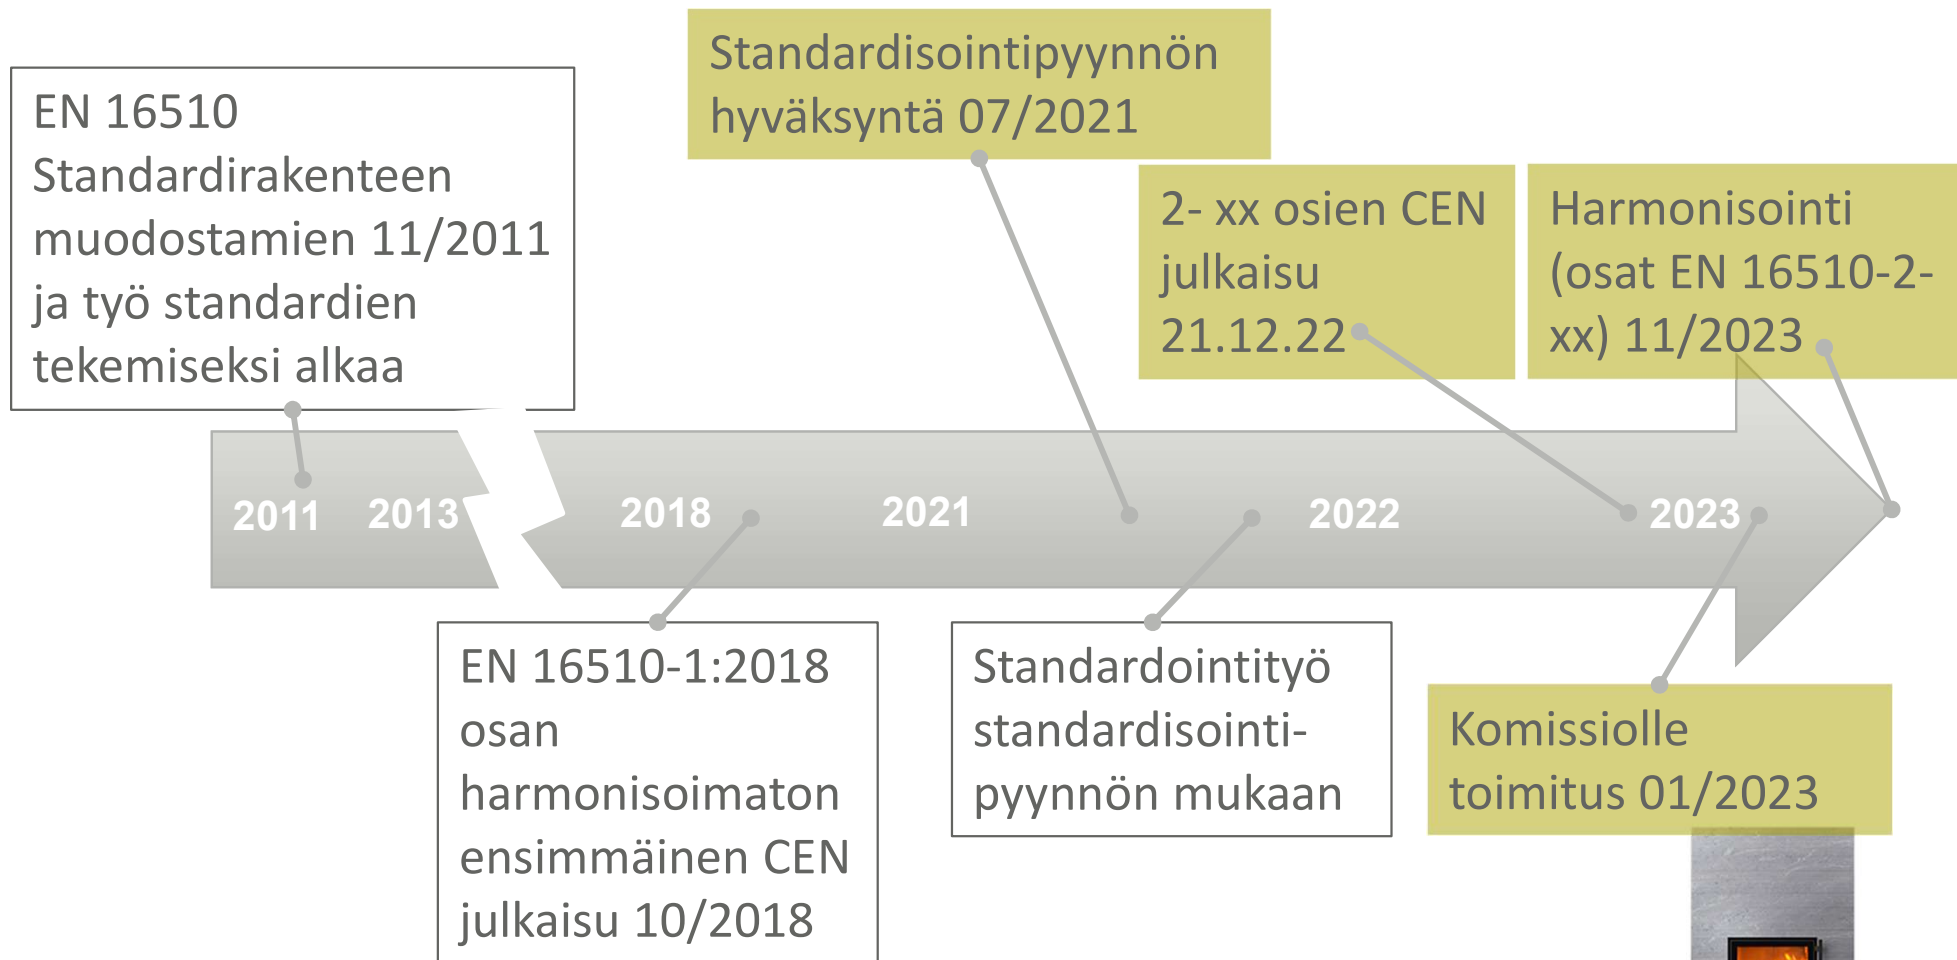 EN 16510
Standardirakenteen
muodostamien 11/2011
ja työ standardien
tekemiseksi alkaa
Standardisointipyynnön
hyväksyntä 07/2021
2- xx osien CEN
julkaisu
21.12.22
Harmonisointi
(osat EN 16510-2-
xx) 11/2023
2011
2013
2018
2021
2022
2023
EN 16510-1:2018
osan
harmonisoimaton
ensimmäinen CEN
julkaisu 10/2018
Standardointityö
standardisointi-
pyynnön mukaan
Komissiolle
toimitus 01/2023